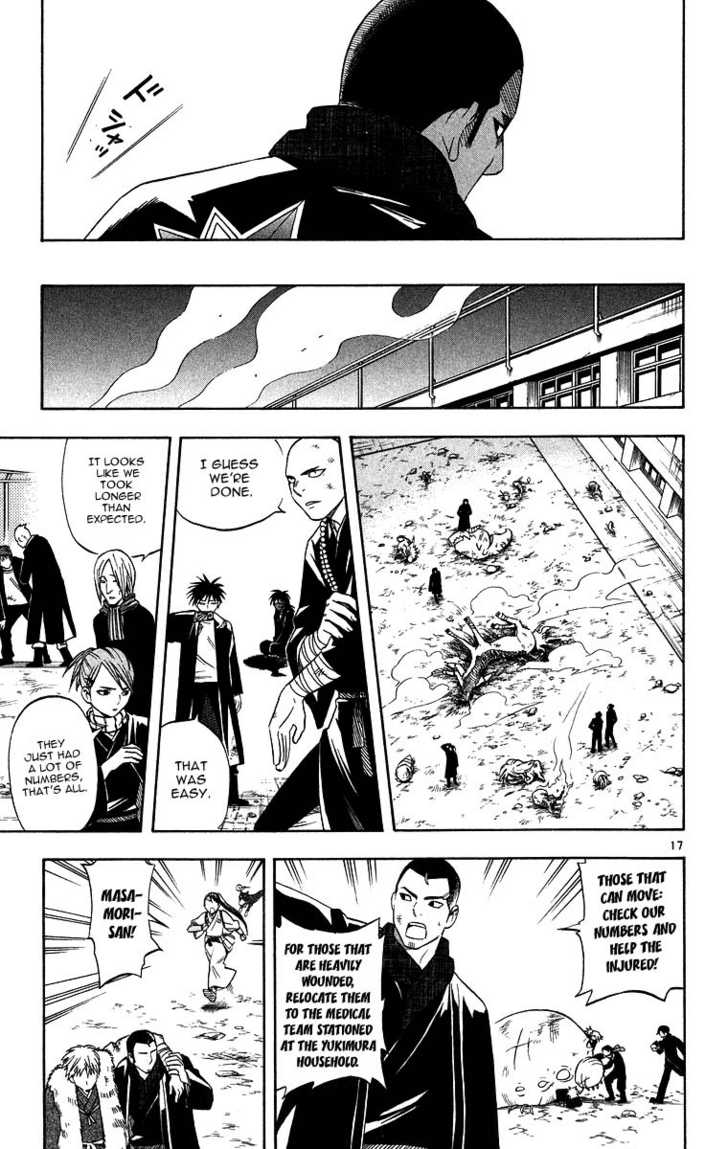 ドシャッ
I GUESS
WE'RE
DONE.
THAT
WAS
EASY.
IT LOOKS
LIKE WE
TOOK
LONGER
THAN
EXPECTED.
THEY
JUST HAD
A LOT OF
NUMBERS,
THAT'S ALL.
17
THOSE THAT
CAN MOVE:
CHECK OUR
NUMBERS AND
HELP THE
INJURED!
FOR THOSE THAT
ARE HEAVILY
WOUNDED,
RELOCATE THEM
TO THE MEDICAL
TEAM STATIONED
AT THE YUKIMURA
HOUSEHOLD.
MASA-
MORI-
SAN!